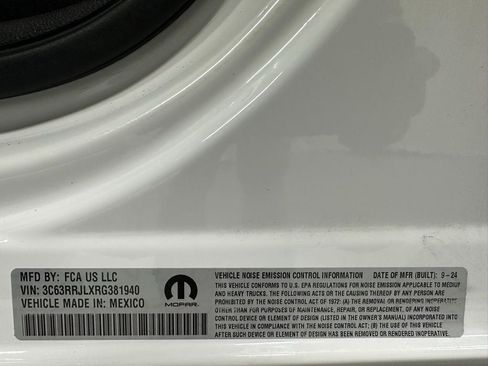 MFD BY: FCA US LLC
VIN: 3C63RRJLXRG381940
VEHICLE MADE IN: MEXICO
MOPAR
VEHICLE NOISE EMISSION CONTROL INFORMATION DATE OF MFR (BUILT): 9-24
THIS VEHICLE CONFORMS TO U.S. EPA REGULATIONS FOR NOISE EMISSION APPLICABLE TO MEDIUM
AND HEAVY TRUCKS. THE FOLLOWING ACTS OR THE CAUSING THEREOF BY ANY PERSON ARE
PROHIBITED BY THE NOISE CONTROL ACT OF 1972: (A) THE REMOVAL OR RENDERING INOPERATIVE
OTHER THAN FOR PURPOSES OF MAINTENANCE, REPAIR, OR REPLACEMENT, OF ANY NOISE
CONTROL DEVICE OR ELEMENT OF DESIGN (LISTED IN THE OWNER'S MANUAL) INCORPORATED INTO
THIS VEHICLE IN COMPLIANCE WITH THE NOISE CONTROL ACT; (B) THE USE OF THIS VEHICLE
AFTER SUCH DEVICE OR ELEMENT OF DESIGN HAS BEEN REMOVED OR RENDERED INOPERATIVE.